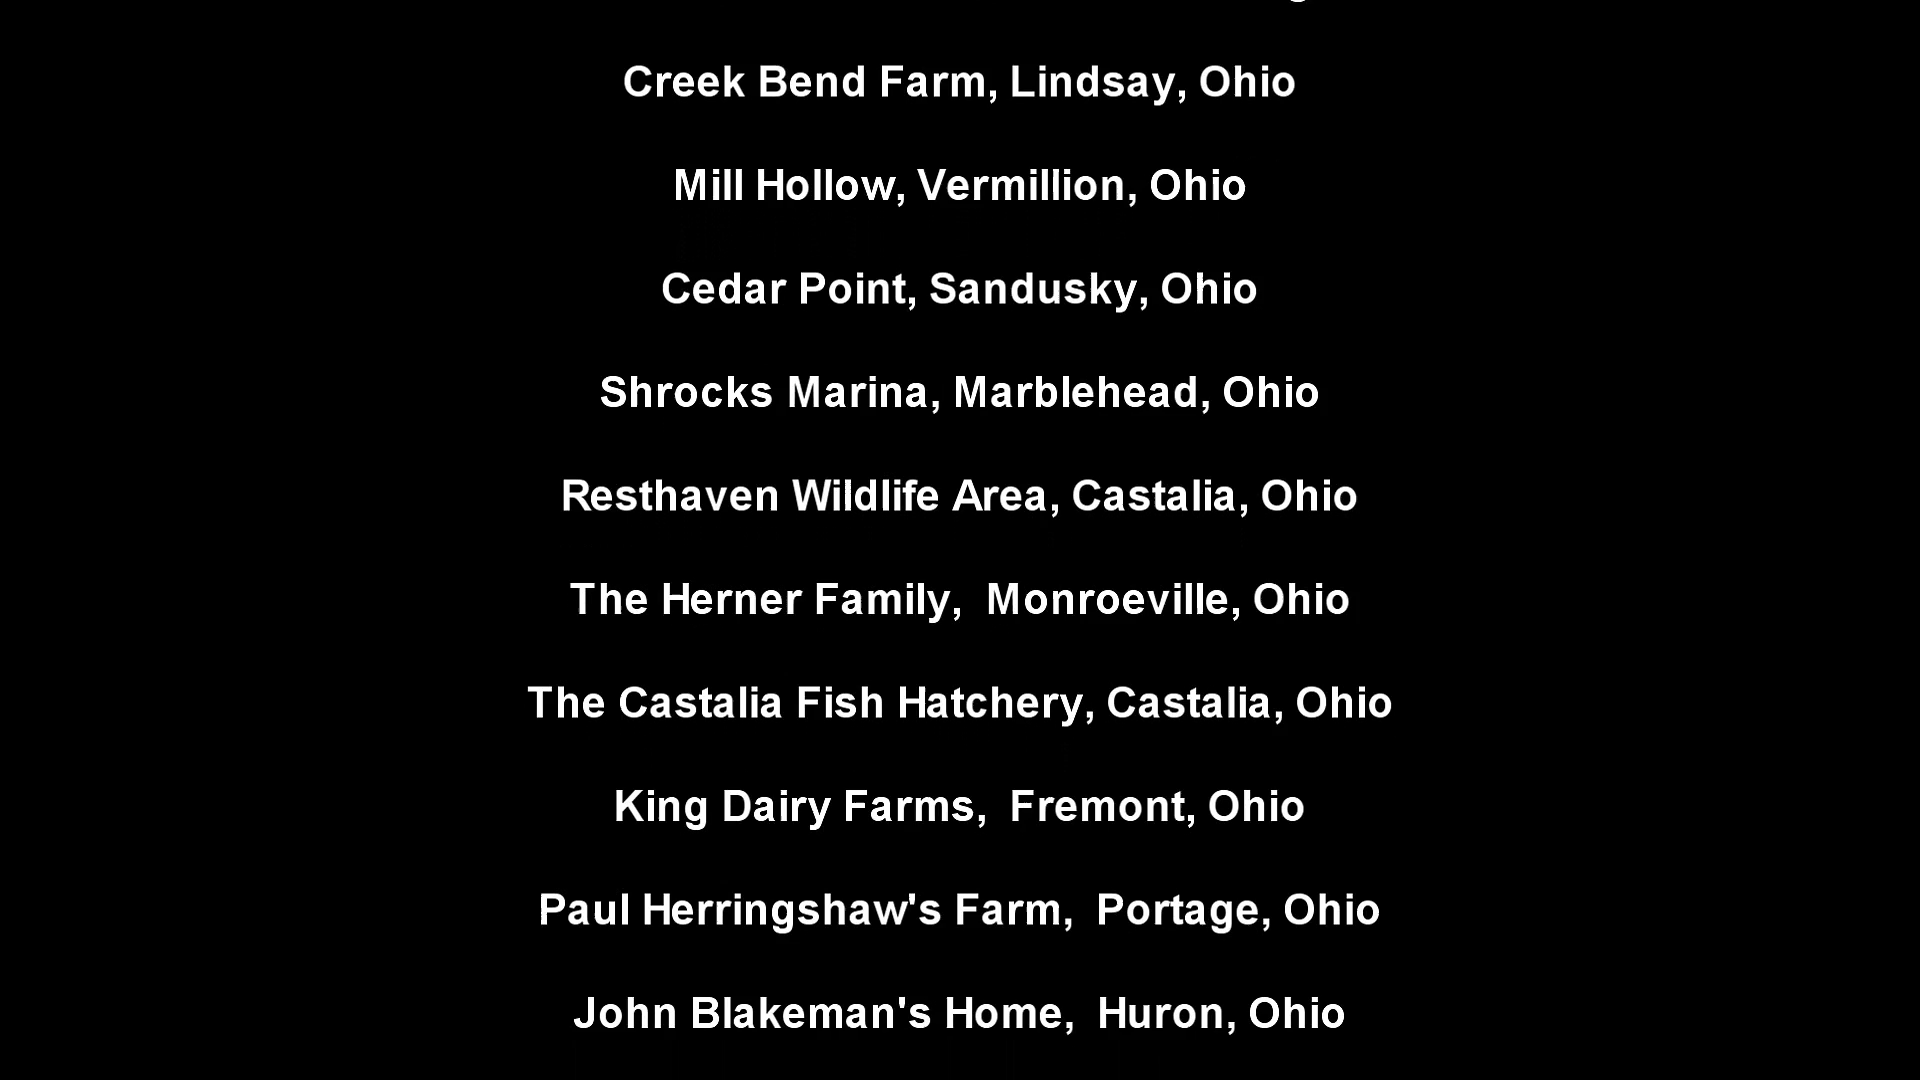 Creek Bend Farm, Lindsay, Ohio
Mill Hollow, Vermillion, Ohio
Cedar Point, Sandusky, Ohio
Shrocks Marina, Marblehead, Ohio
Resthaven Wildlife Area, Castalia, Ohio
The Herner Family,  Monroeville, Ohio
The Castalia Fish Hatchery, Castalia, Ohio
King Dairy Farms,  Fremont, Ohio
Paul Herringshaw's Farm,  Portage, Ohio
John Blakeman's Home,  Huron, Ohio